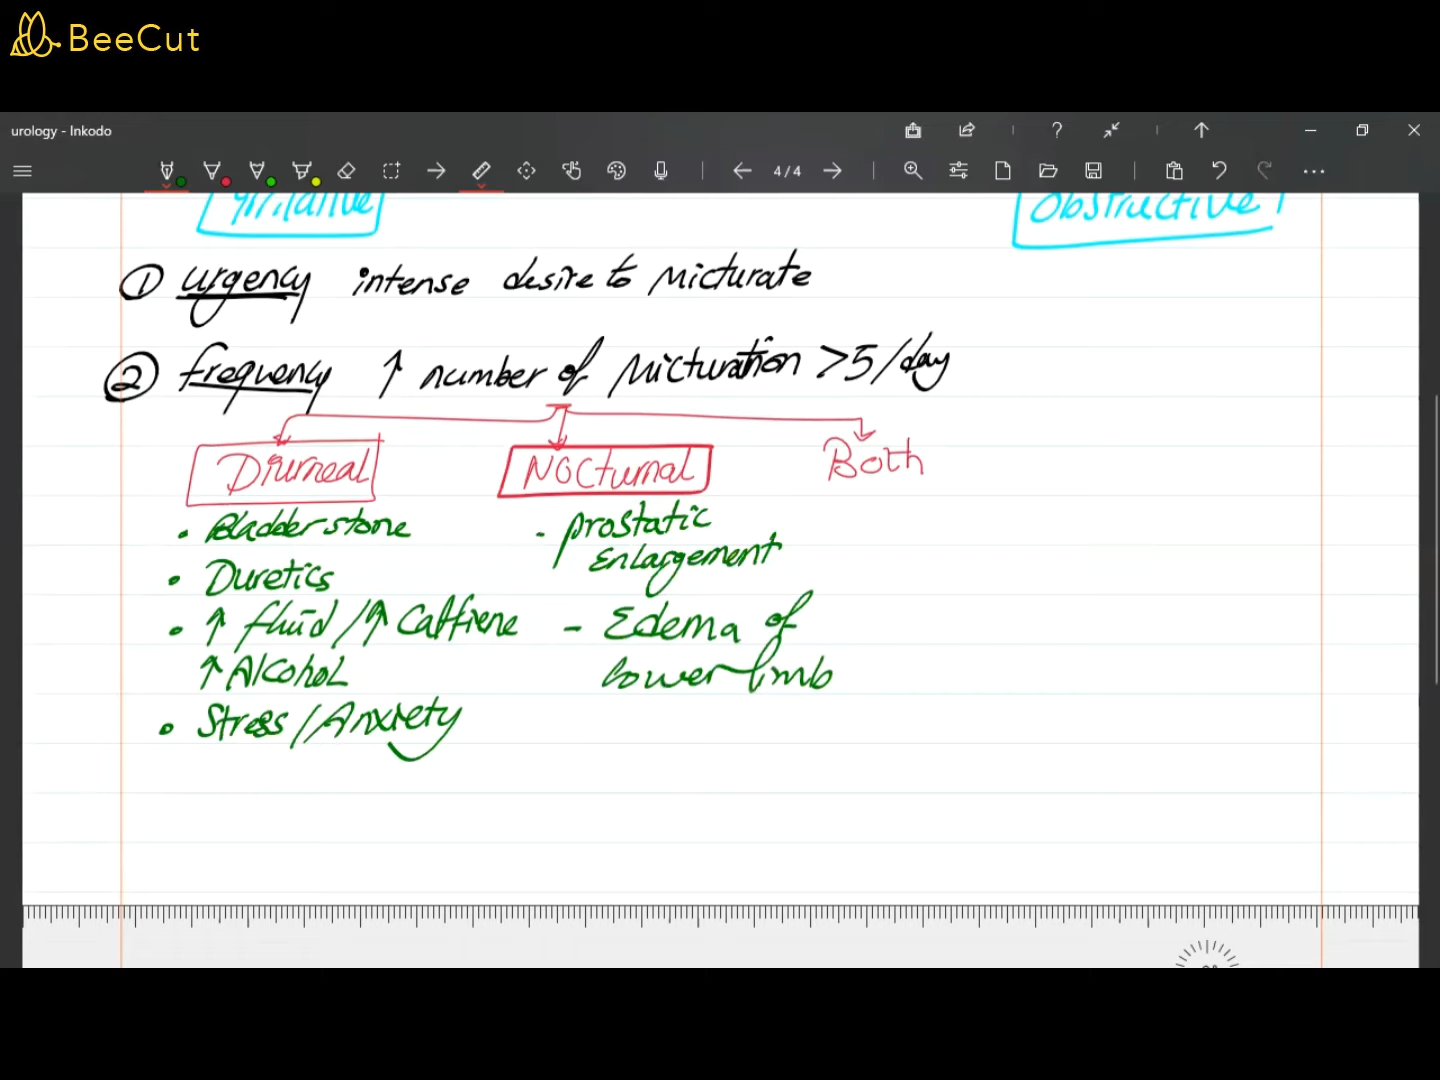 BeeCut
urology - Inkodo
4/4
irritative
obstructive
① urgency intense desire to Micturate
② frequency ↑ number of Micturation >5/day
Diurneal
Nocturnal
Both
• Bladder stone
• Duretics
• ↑ fluid/↑ Caffiene
↑ Alcohol
• Stress/Anxiety
- prostatic
Enlargement
- Edema of
lower limb